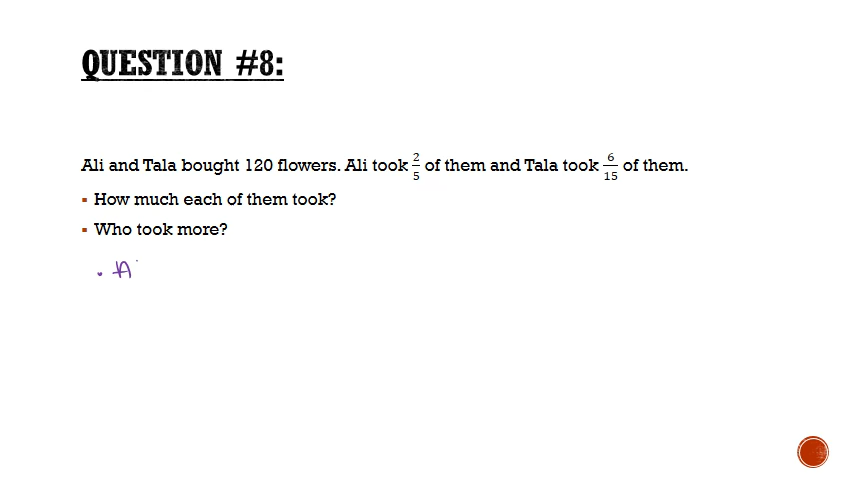 QUESTION #8:
Ali and Tala bought 120 flowers. Ali took 2/5 of them and Tala took 6/15 of them.
▪ How much each of them took?
▪ Who took more?
• A